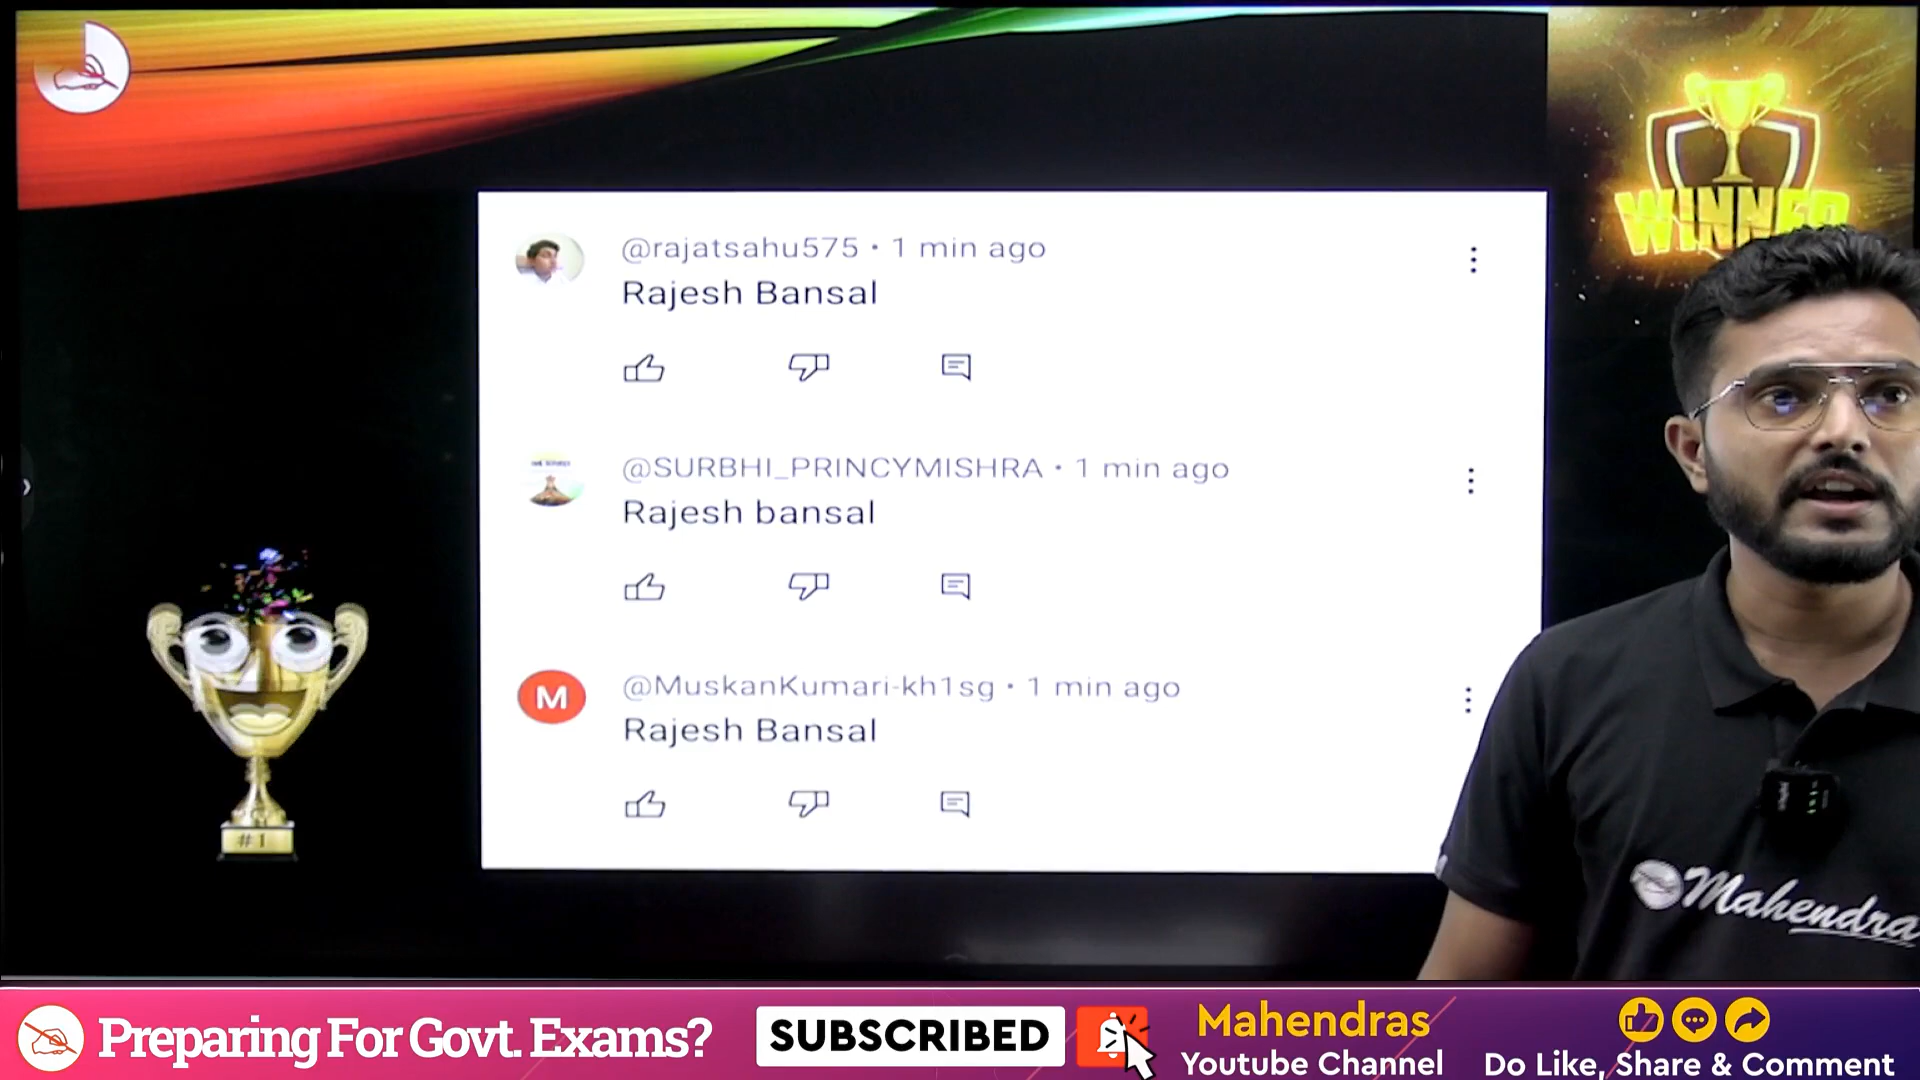 WINNER
@rajatsahu575 • 1 min ago
Rajesh Bansal
@SURBHI_PRINCYMISHRA • 1 min ago
Rajesh bansal
M
@MuskanKumari-kh1sg • 1 min ago
Rajesh Bansal
#1
Mahendra
Preparing For Govt. Exams?
SUBSCRIBED
Mahendras
Youtube Channel
Do Like, Share & Comment